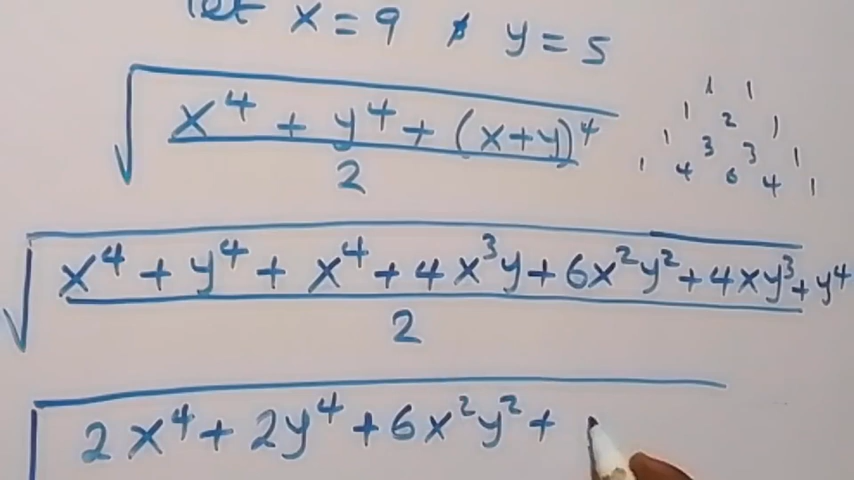 let x = 9 & y = 5
√ x⁴ + y⁴ + (x+y)⁴
2
1 1
1 2 1
1 3 3 1
1 4 6 4 1
√ x⁴ + y⁴ + x⁴ + 4x³y + 6x²y² + 4xy³ + y⁴
2
√ 2x⁴ + 2y⁴ + 6x²y² +